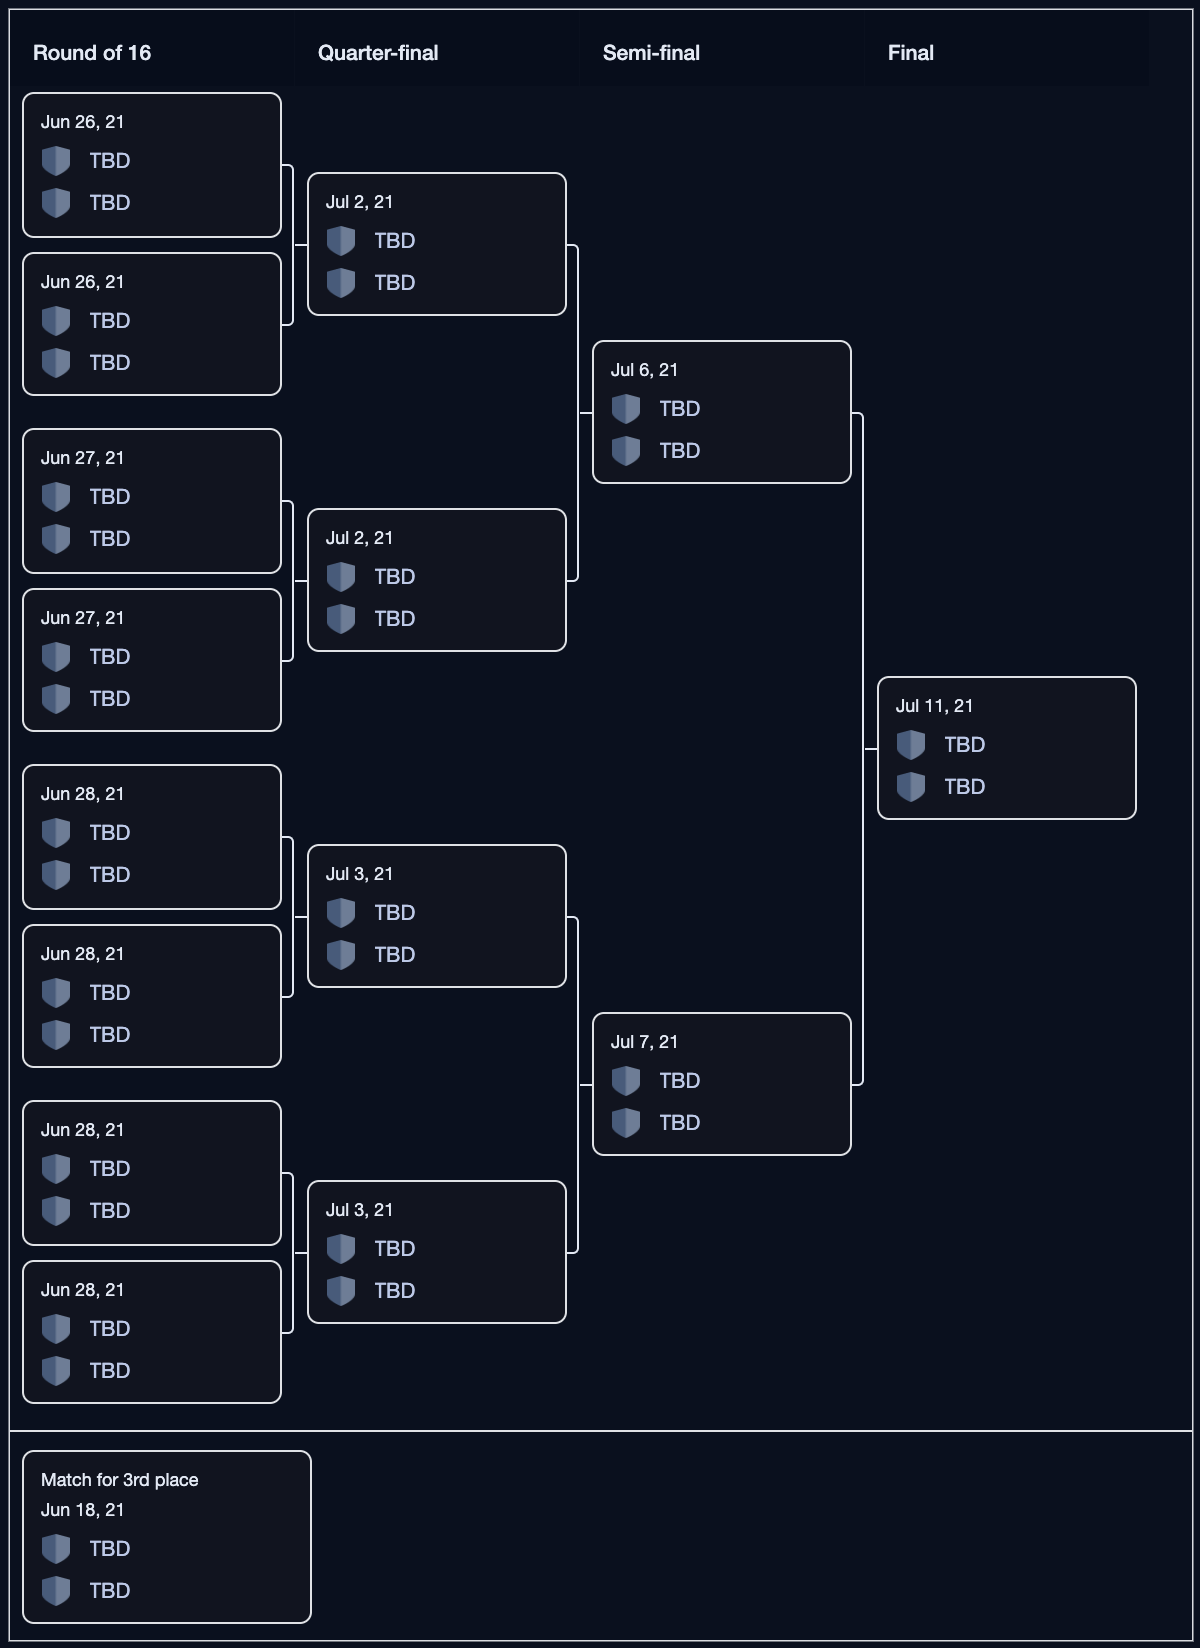 Round of 16
Quarter-final
Semi-final
Final
Jun 26, 21
TBD
TBD
Jun 26, 21
TBD
TBD
Jun 27, 21
TBD
TBD
Jun 27, 21
TBD
TBD
Jun 28, 21
TBD
TBD
Jun 28, 21
TBD
TBD
Jun 28, 21
TBD
TBD
Jun 28, 21
TBD
TBD
Jul 2, 21
TBD
TBD
Jul 2, 21
TBD
TBD
Jul 3, 21
TBD
TBD
Jul 3, 21
TBD
TBD
Jul 6, 21
TBD
TBD
Jul 7, 21
TBD
TBD
Jul 11, 21
TBD
TBD
Match for 3rd place
Jun 18, 21
TBD
TBD